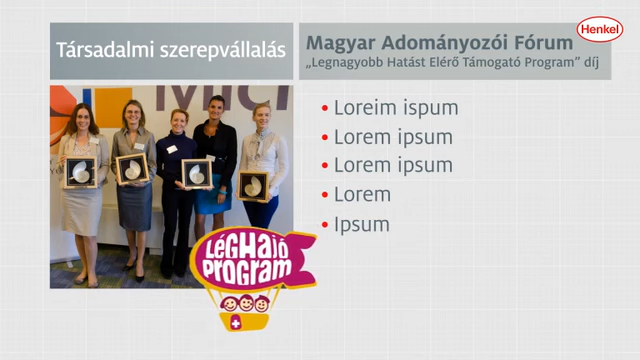 Társadalmi szerepvállalás
Magyar Adományozói Fórum
„Legnagyobb Hatást Elérő Támogató Program” díj
Henkel
• Loreim ispum
• Lorem ipsum
• Lorem ipsum
• Lorem
• Ipsum
LÉGHAJÓ
PROGRAM